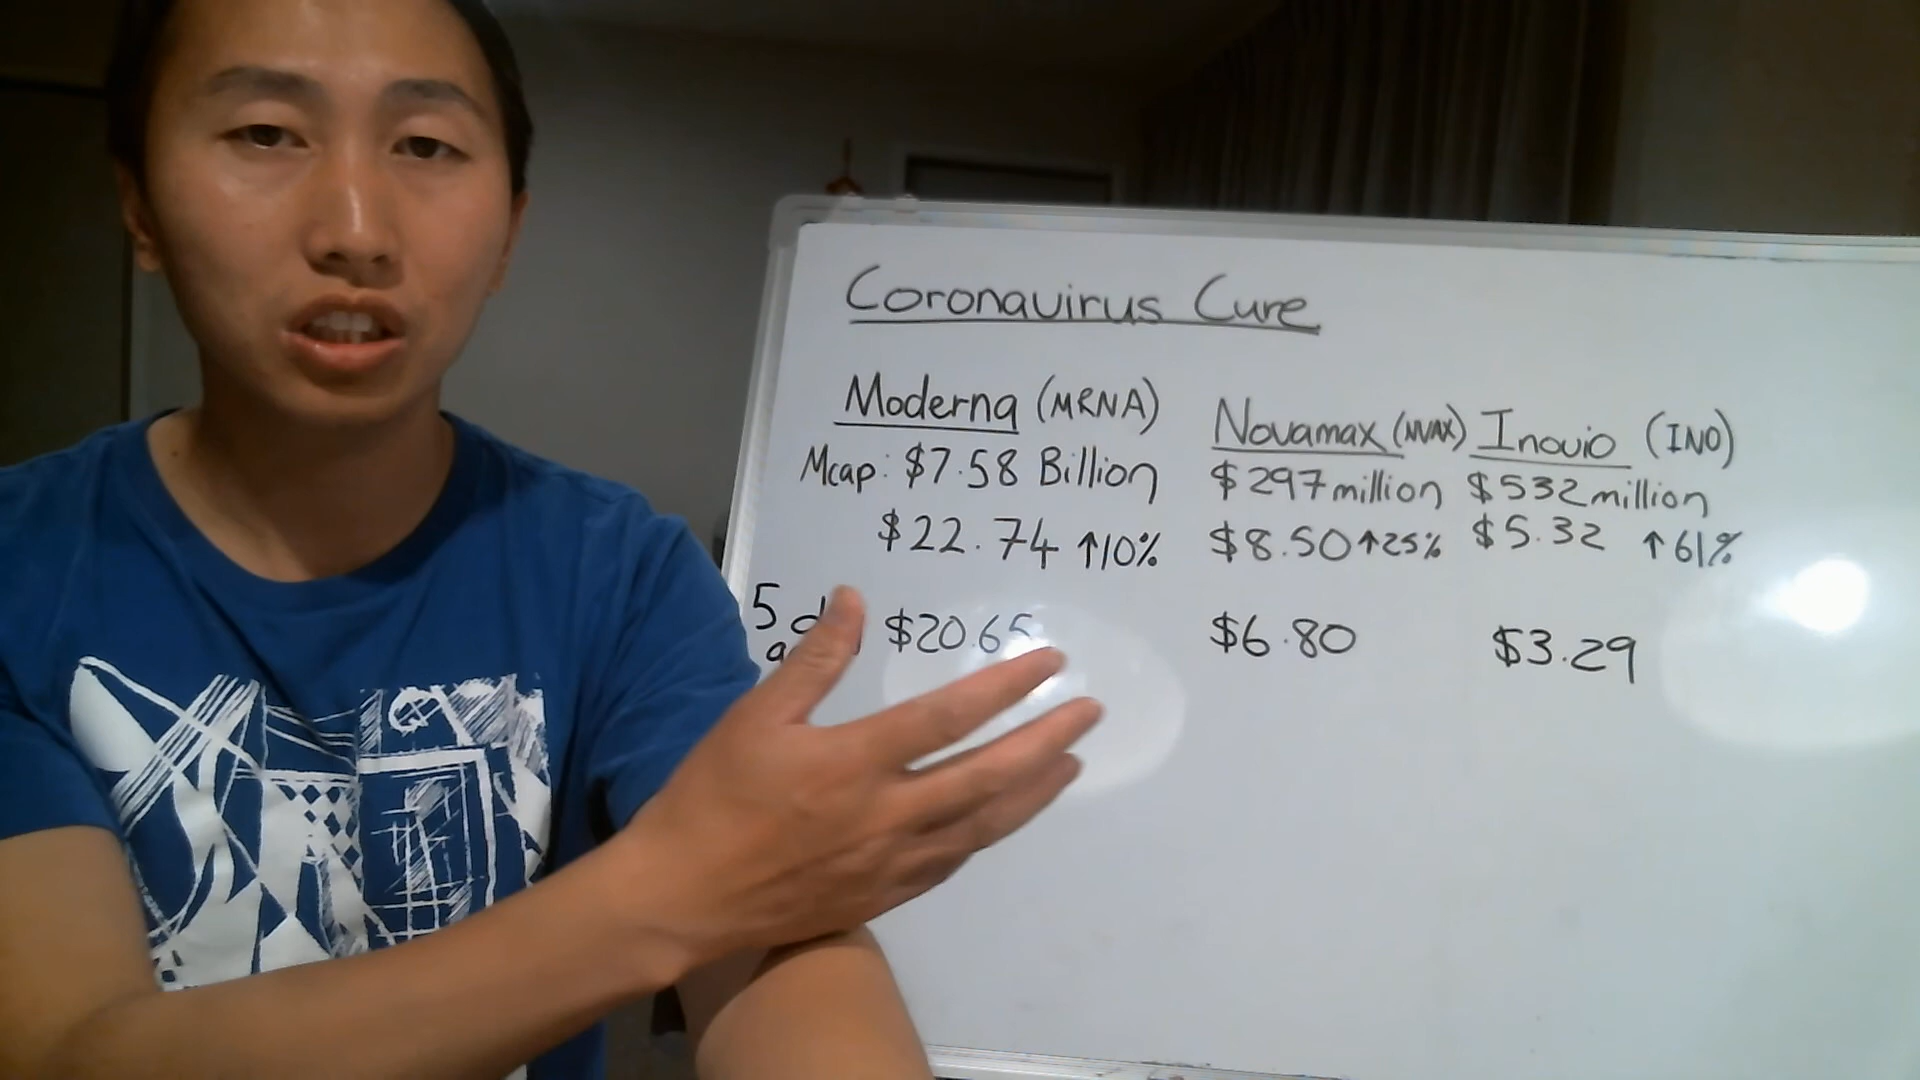 Coronavirus Cure
Moderna (MRNA)
Mcap: $7.58 Billion
$22.74 ↑10%
5
$20.65
Novamax (NVAX)
$297 million
$8.50 ↑25%
$6.80
Inovio (INO)
$532 million
$5.32 ↑61%
$3.29